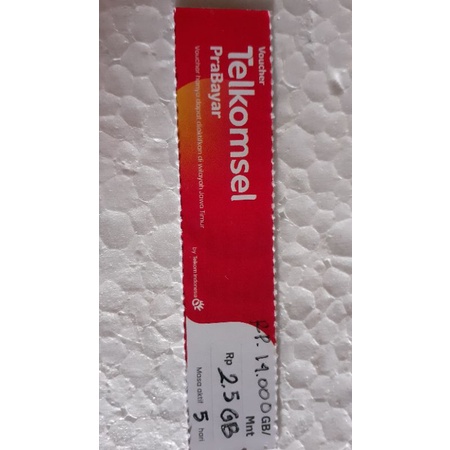 Voucher
Telkomsel
PraBayar
Voucher hanya dapat diaktifkan di wilayah Jawa Timur
by Telkom Indonesia
RP. 14.000 GB/
Mnt
Rp 2,5 GB
Masa aktif 5 hari